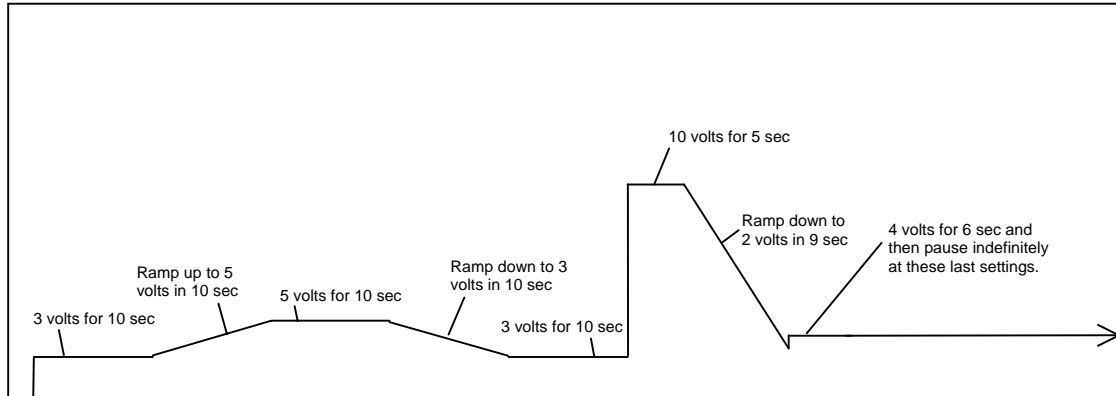 3 volts for 10 sec
Ramp up to 5
volts in 10 sec
5 volts for 10 sec
Ramp down to 3
volts in 10 sec
3 volts for 10 sec
10 volts for 5 sec
Ramp down to
2 volts in 9 sec
4 volts for 6 sec and
then pause indefinitely
at these last settings.